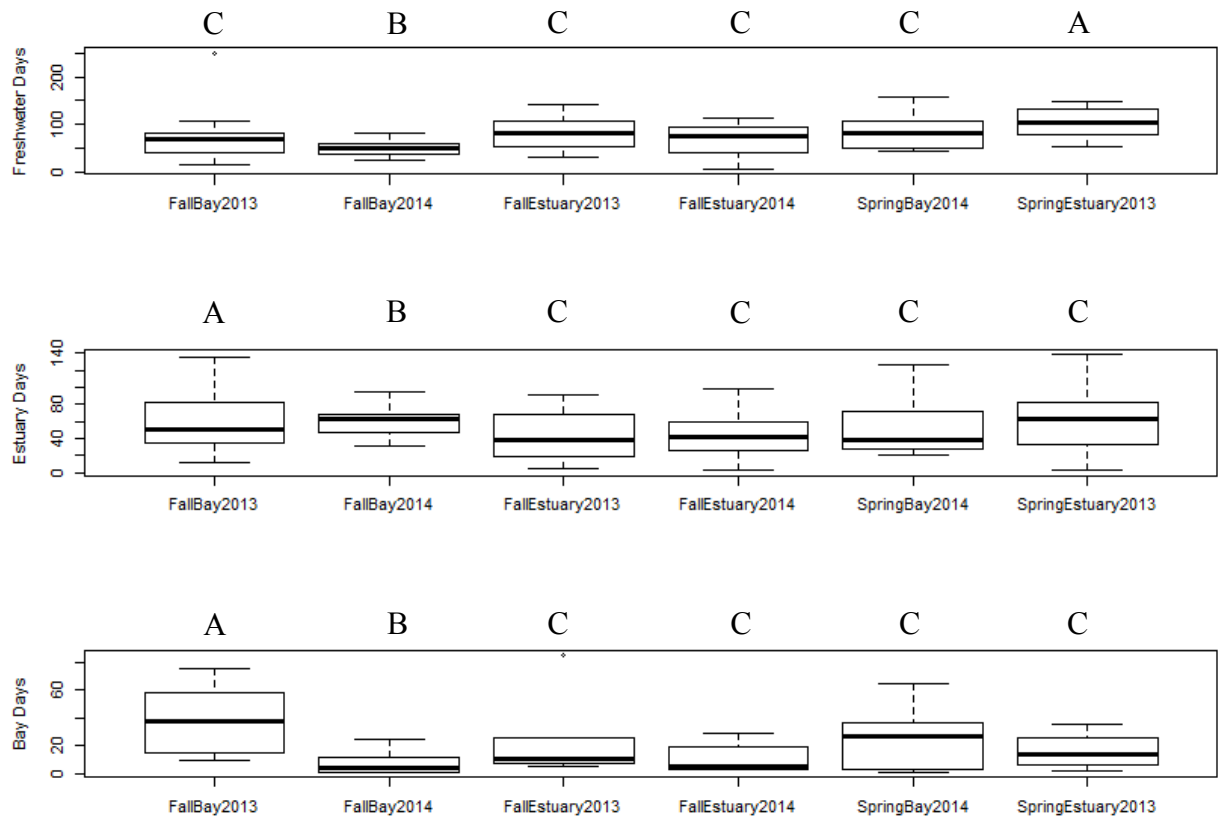 C B C C C A
Freshwater Days
200
100
0
FallBay2013 FallBay2014 FallEstuary2013 FallEstuary2014 SpringBay2014 SpringEstuary2013
A B C C C C
Estuary Days
140
80
40
0
FallBay2013 FallBay2014 FallEstuary2013 FallEstuary2014 SpringBay2014 SpringEstuary2013
A B C C C C
Bay Days
60
20
0
FallBay2013 FallBay2014 FallEstuary2013 FallEstuary2014 SpringBay2014 SpringEstuary2013